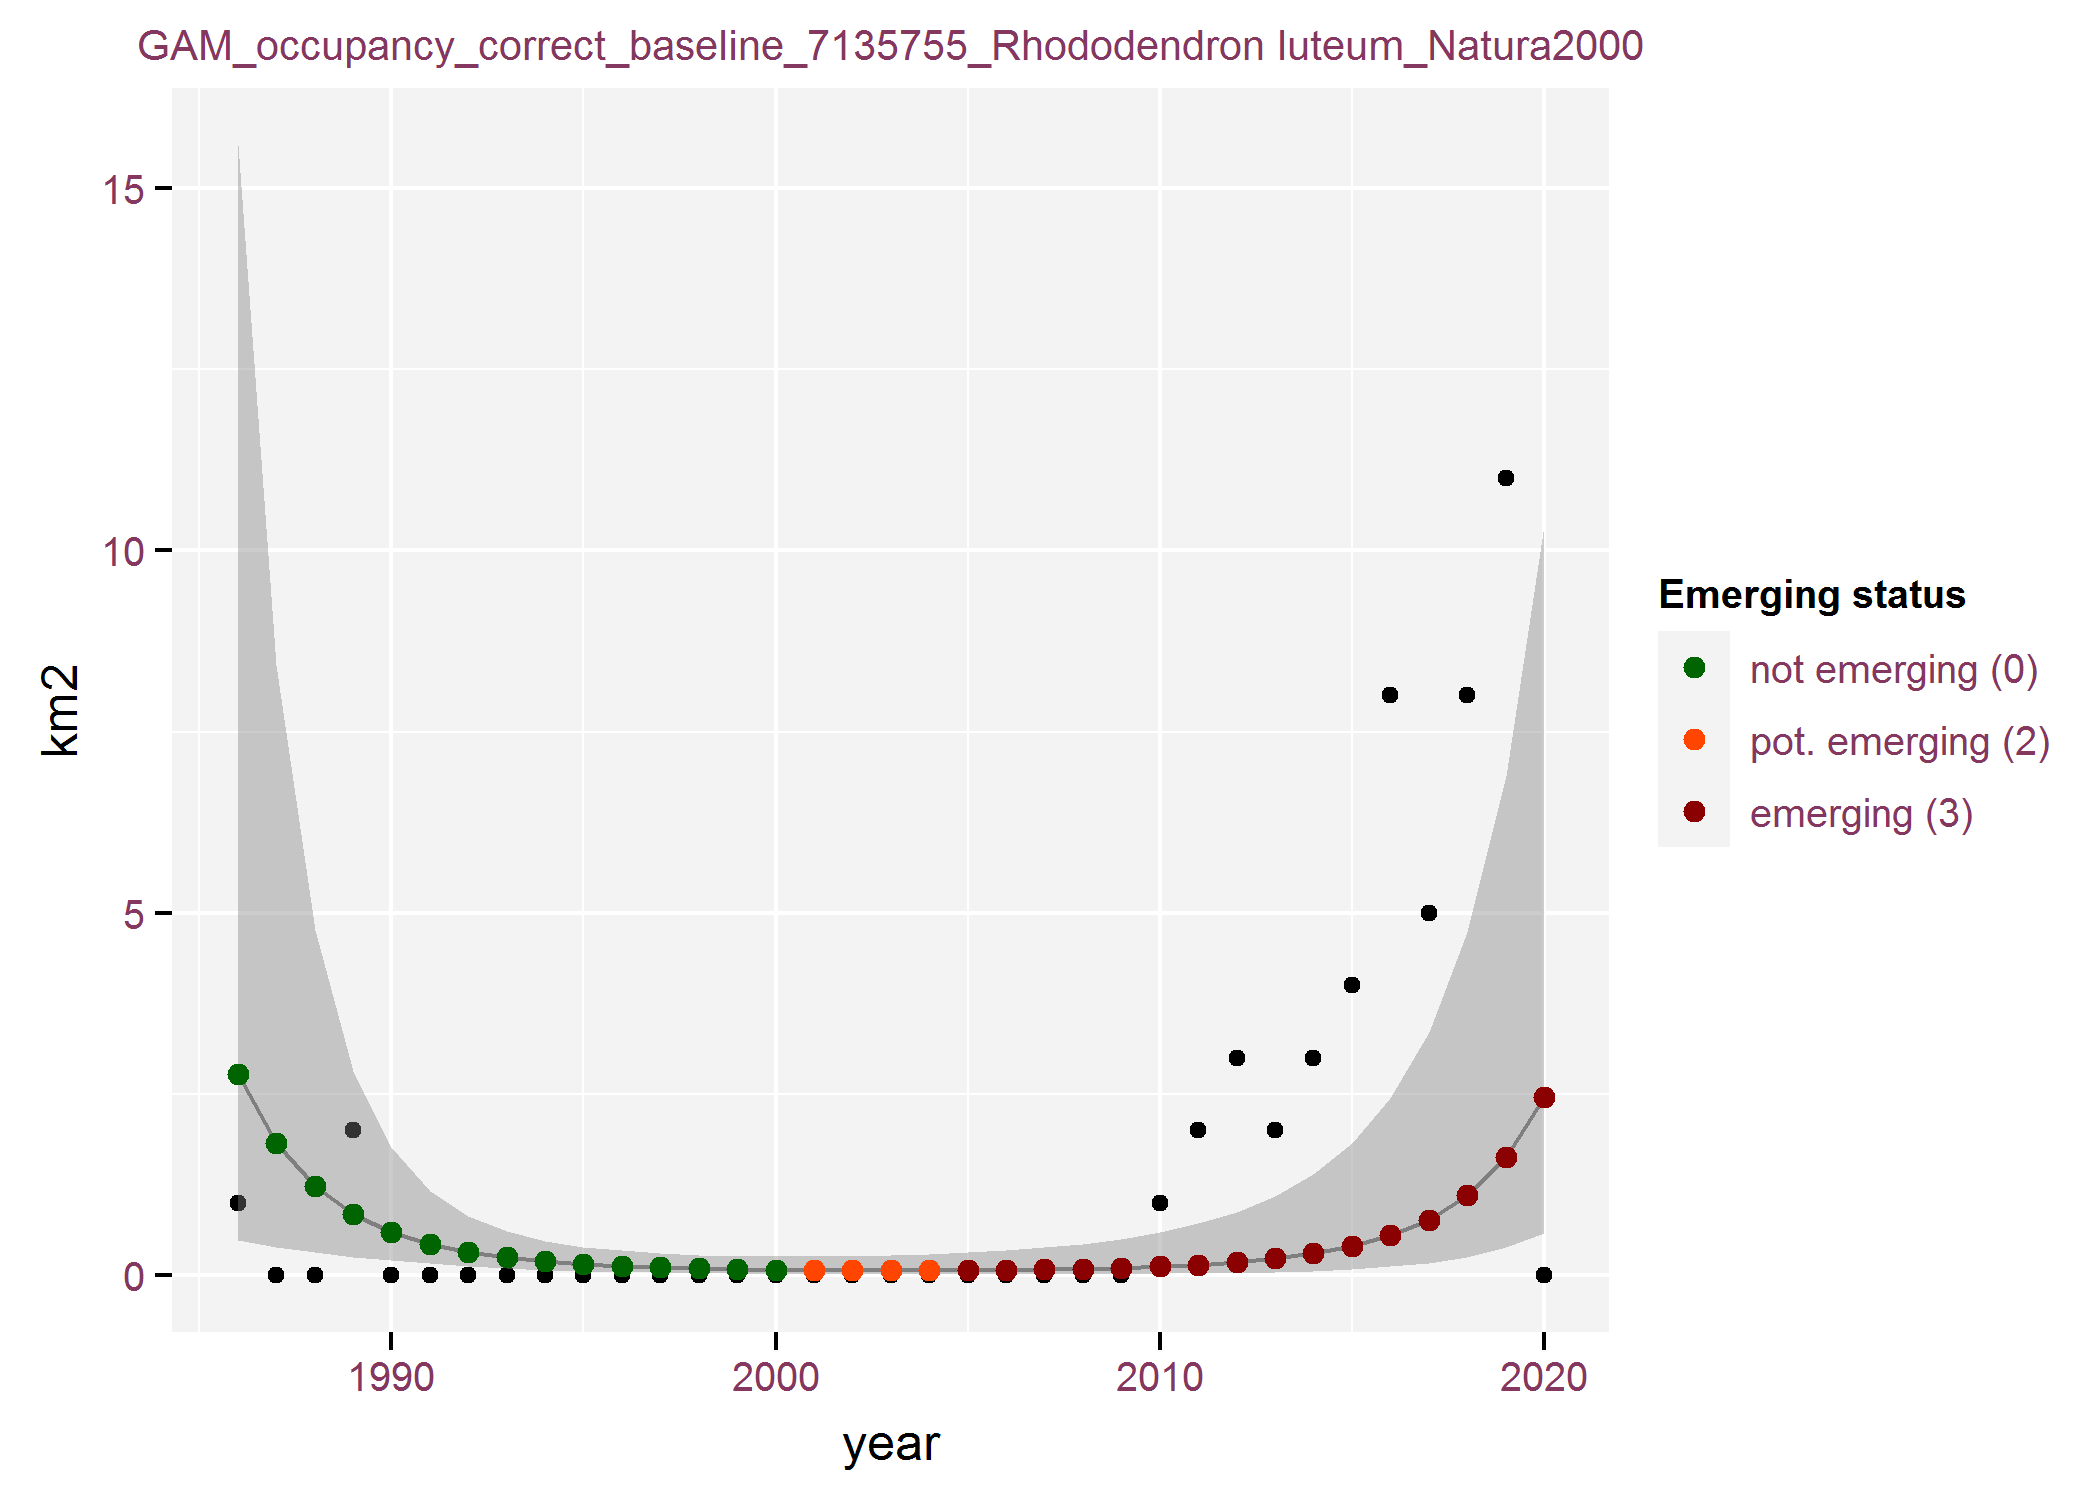 GAM_occupancy_correct_baseline_7135755_Rhododendron luteum_Natura2000
15
10
5
0
km2
1990
2000
2010
2020
year
Emerging status
not emerging (0)
pot. emerging (2)
emerging (3)